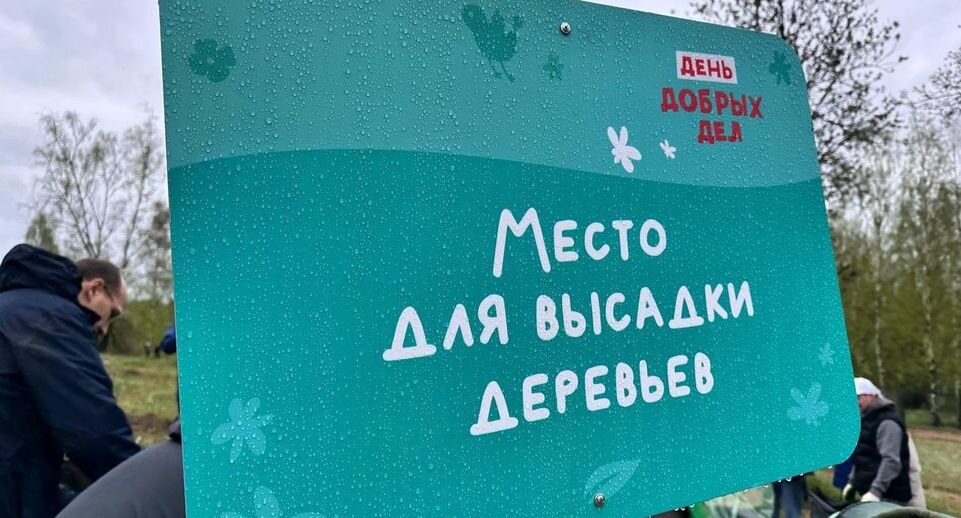 ДЕНЬ
ДОБРЫХ
ДЕЛ
МЕСТО
ДЛЯ ВЫСАДКИ
ДЕРЕВЬЕВ